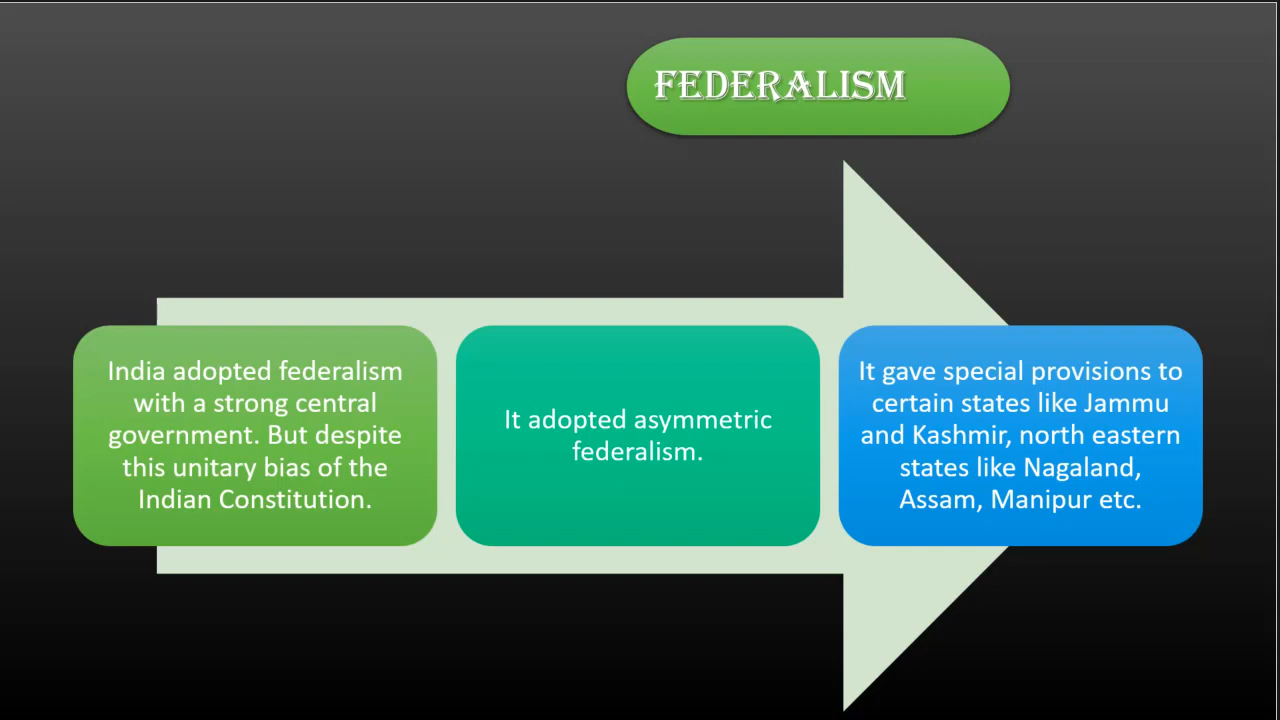 FEDERALISM
India adopted federalism
with a strong central
government. But despite
this unitary bias of the
Indian Constitution.
It adopted asymmetric
federalism.
It gave special provisions to
certain states like Jammu
and Kashmir, north eastern
states like Nagaland,
Assam, Manipur etc.